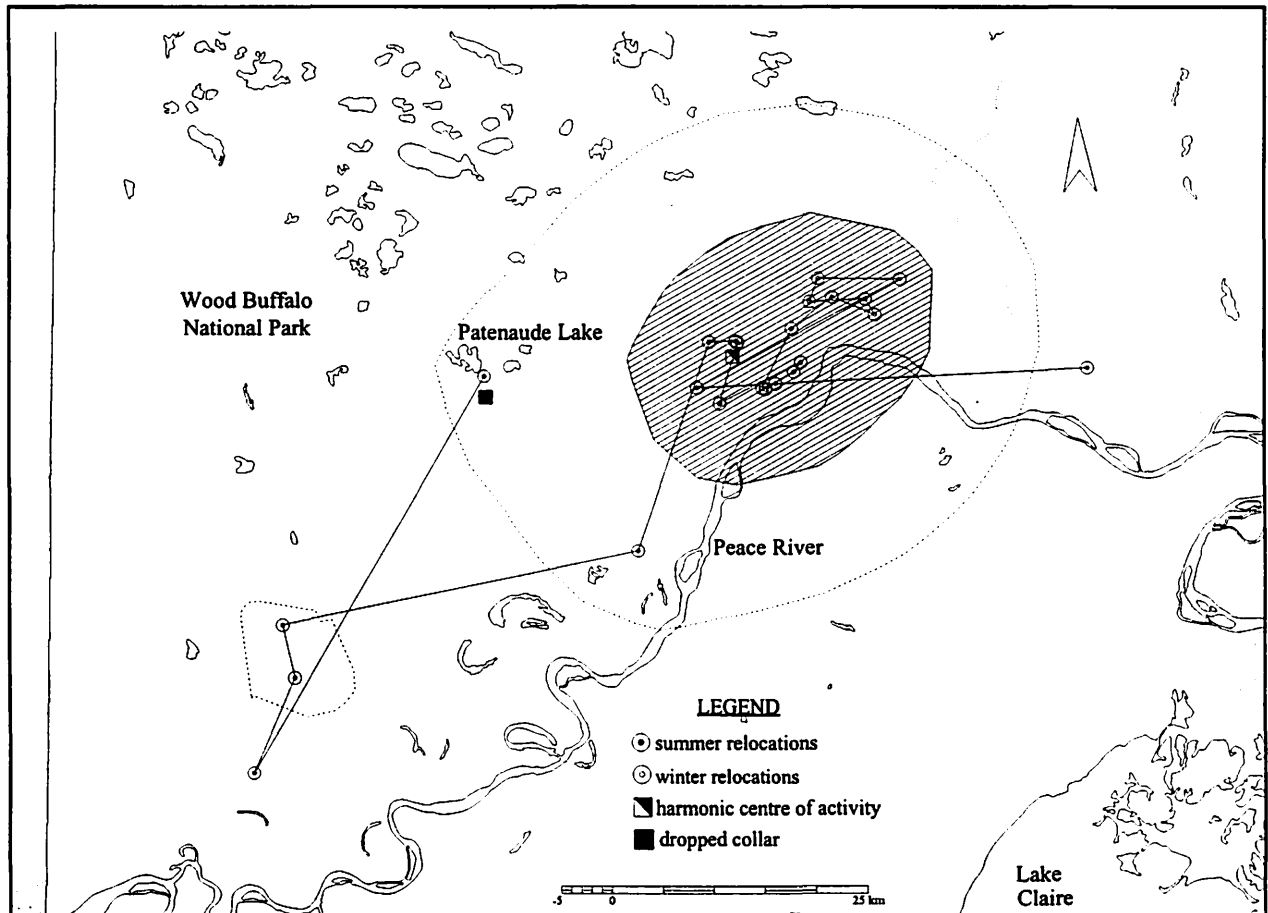 Wood Buffalo
National Park
Patenaude Lake
Peace River
LEGEND
summer relocations
winter relocations
harmonic centre of activity
dropped collar
-5 0 25 km
Lake
Claire